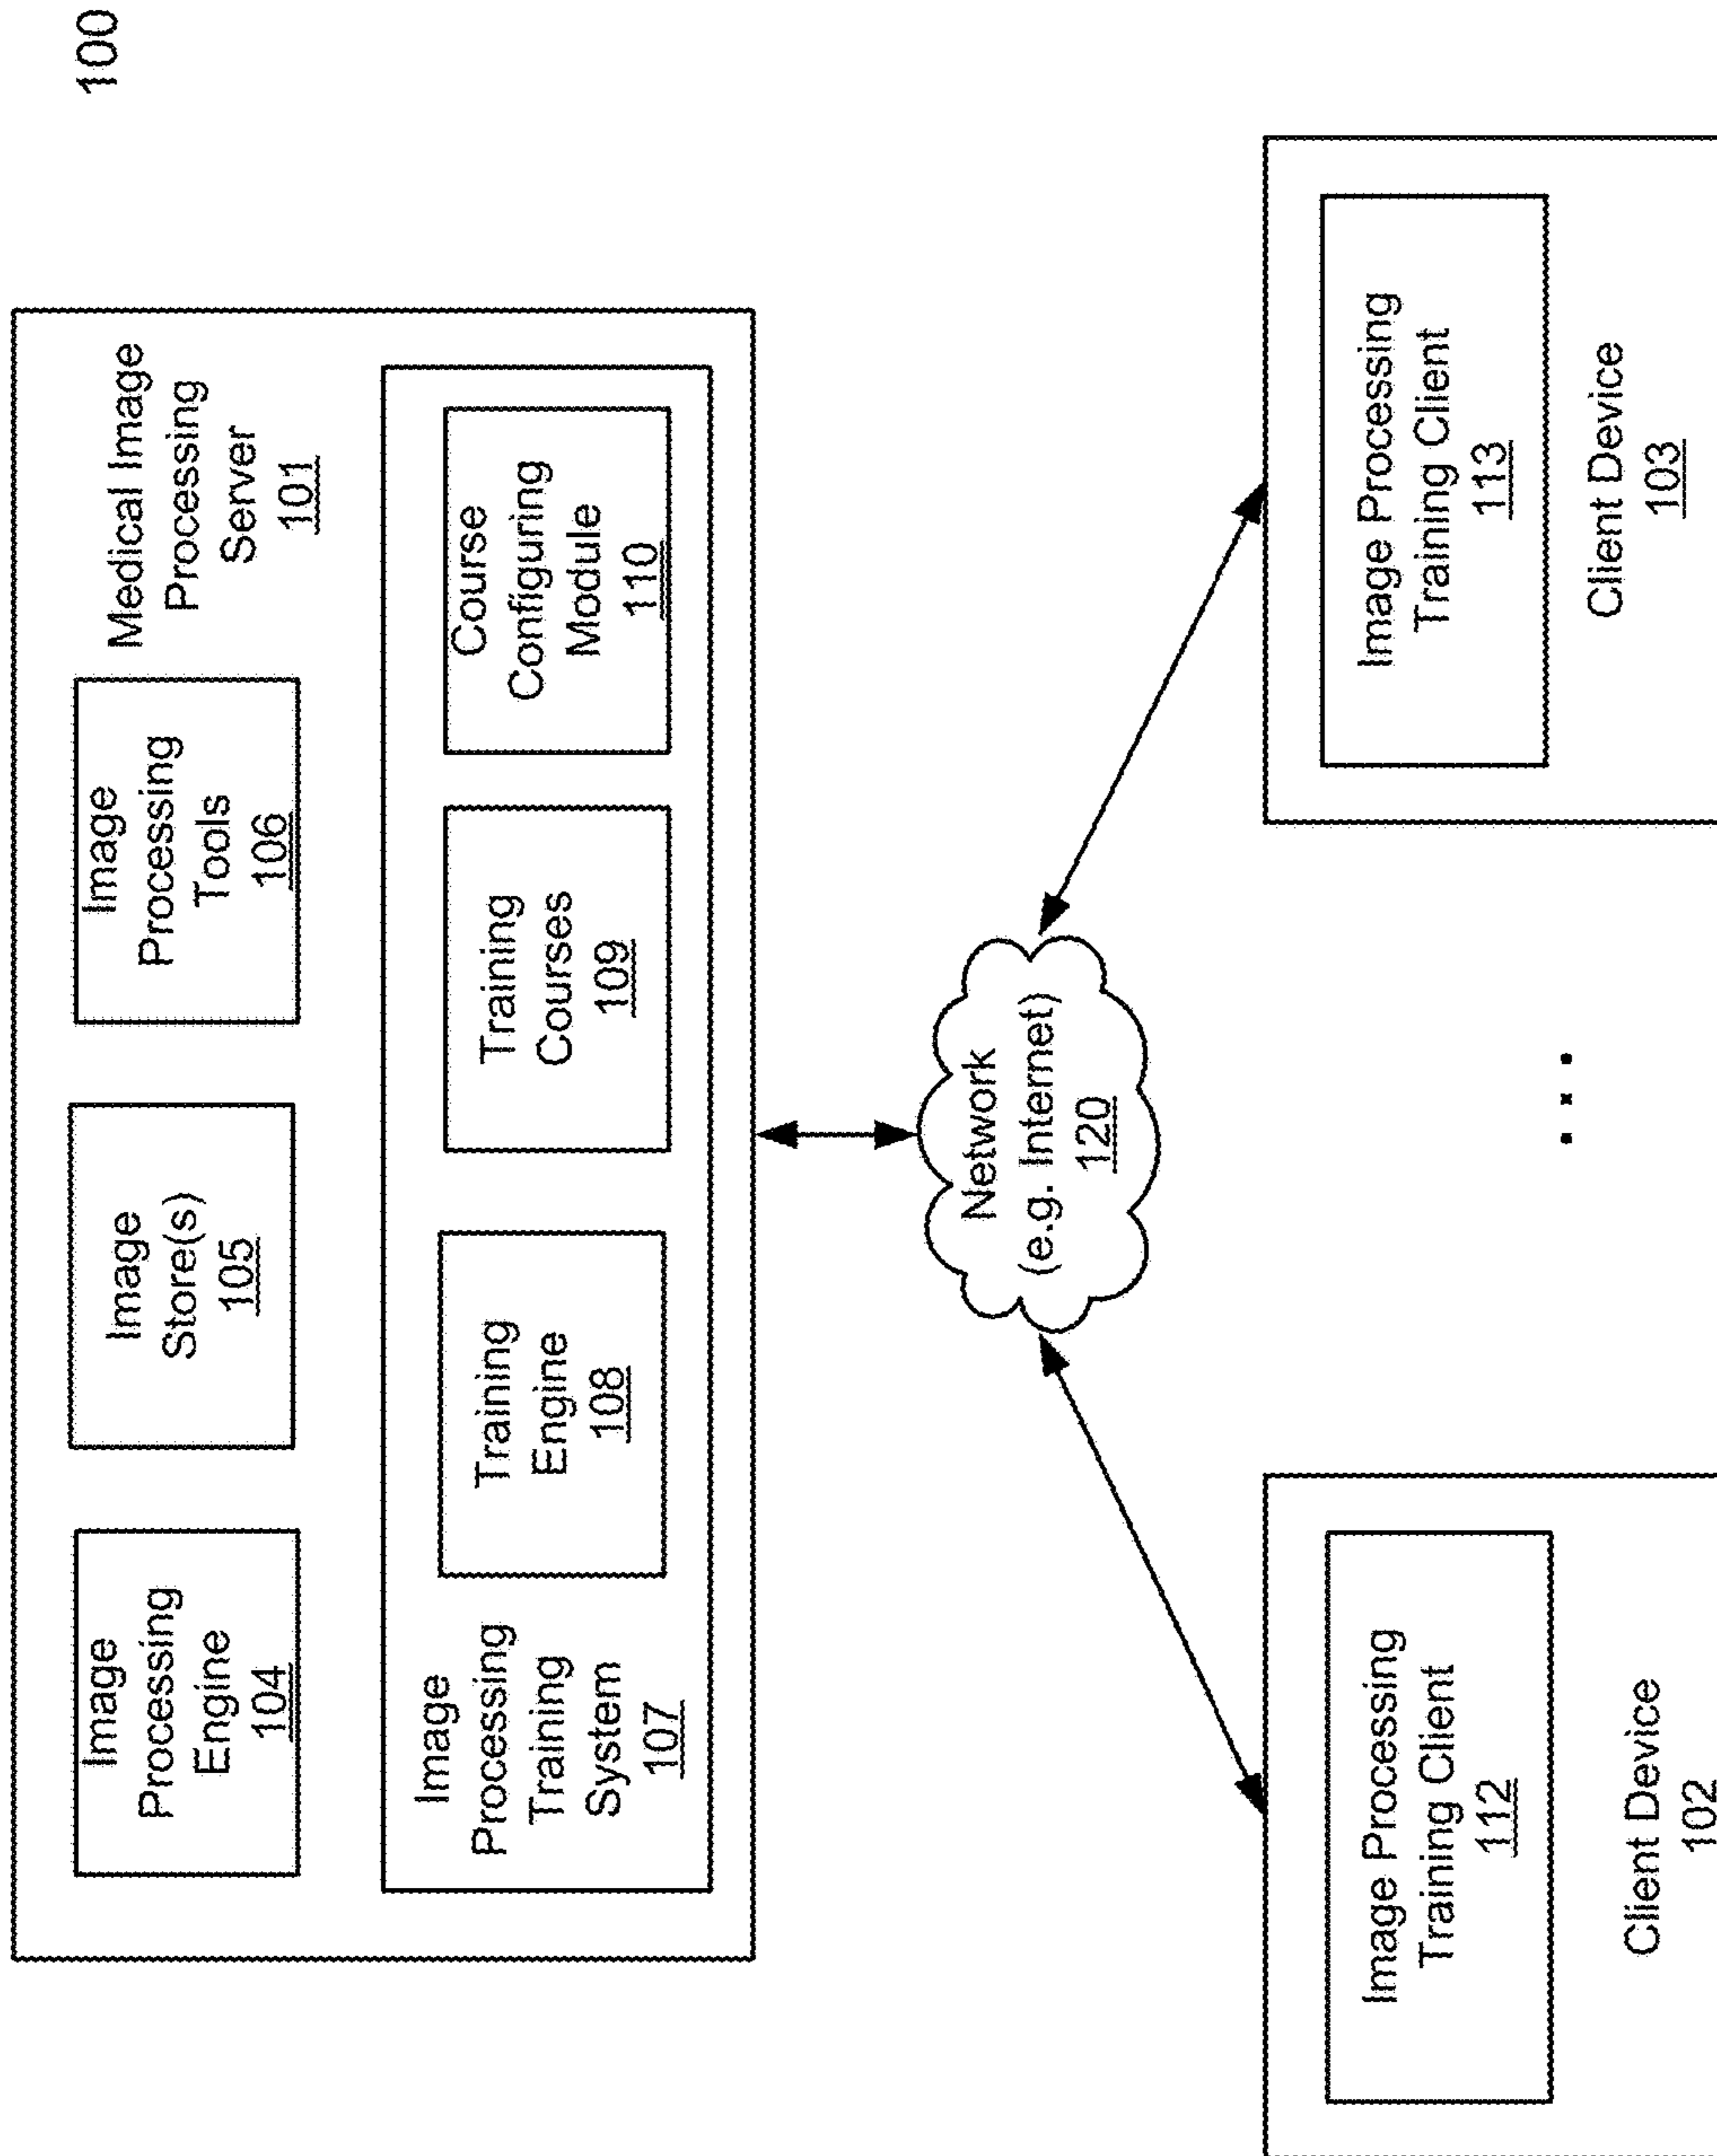 100
Medical Image
Processing
Server
101
Image
Processing
Engine
104
Image
Store(s)
105
Image
Processing
Tools
106
Image
Processing
Training
System
107
Training
Engine
108
Training
Courses
109
Course
Configuring
Module
110
Network
(e.g. Internet)
120
Image Processing
Training Client
112
Client Device
102
Image Processing
Training Client
113
Client Device
103